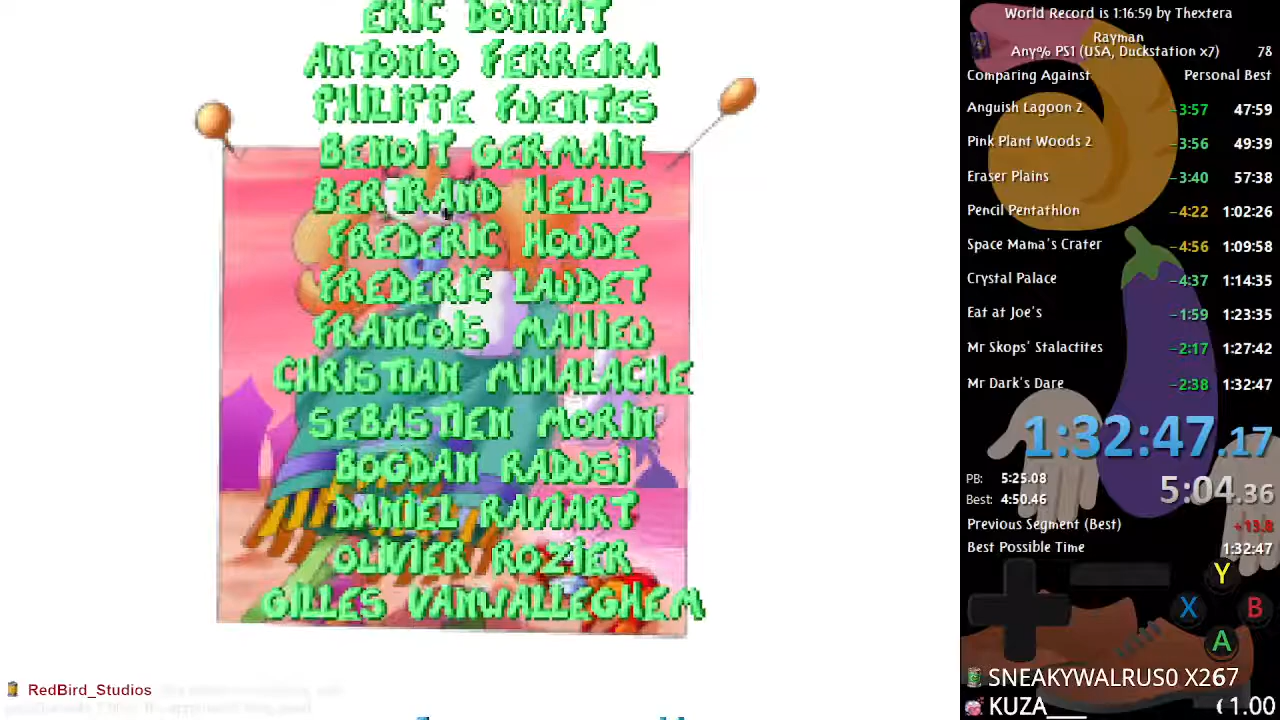 ERIC DONNAT
ANTONIO FERREIRA
PHILIPPE FUENTES
BENOIT GERMAIN
BERTRAND HELIAS
FREDERIC HOUDE
FREDERIC LAUDET
FRANCOIS MAHIEU
CHRISTIAN MIHALACHE
SEBASTIEN MORIN
BOGDAN RADUSI
DANIEL RAVIART
OLIVIER ROZIER
GILLES VANWALLEGHEM
RedBird_Studios
World Record is 1:16:59 by Thextera
Rayman
Any% PS1 (USA, Duckstation x7) 78
Comparing Against Personal Best
Anguish Lagoon 2 -3:57 47:59
Pink Plant Woods 2 -3:56 49:39
Eraser Plains -3:40 57:38
Pencil Pentathlon -4:22 1:02:26
Space Mama's Crater -4:56 1:09:58
Crystal Palace -4:37 1:14:35
Eat at Joe's -1:59 1:23:35
Mr Skops' Stalactites -2:17 1:27:42
Mr Dark's Dare -2:38 1:32:47
1:32:47.17
PB: 5:25.08
Best: 4:50.46
5:04.36
Previous Segment (Best) +13.8
Best Possible Time 1:32:47
Y
X B
A
SNEAKYWALRUS0 X267
KUZA___ (1.00